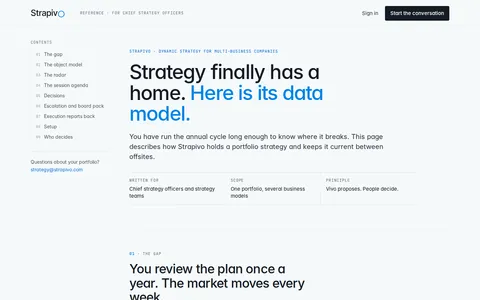 Strapivo
REFERENCE / FOR CHIEF STRATEGY OFFICERS
Sign in
Start the conversation
CONTENTS
01 The gap
02 The object model
03 The radar
04 The session agenda
05 Decisions
06 Escalation and board pack
07 Execution reports back
08 Setup
09 Who decides
Questions about your portfolio?
strategy@strapivo.com
STRAPIVO · DYNAMIC STRATEGY FOR MULTI-BUSINESS COMPANIES
Strategy finally has a
home. Here is its data
model.
You have run the annual cycle long enough to know where it breaks. This page
describes how Strapivo holds a portfolio strategy and keeps it current between
offsites.
WRITTEN FOR
Chief strategy officers and strategy
teams
SCOPE
One portfolio, several business
models
PRINCIPLE
Vivo proposes. People decide.
01 · THE GAP
You review the plan once a
year. The market moves every
week.